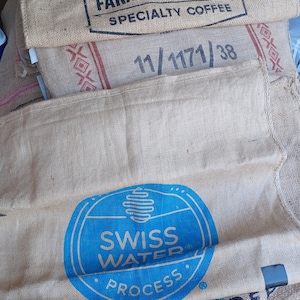 SPECIALTY COFFEE
11/1171/38
SWISS
WATER®
PROCESS
®